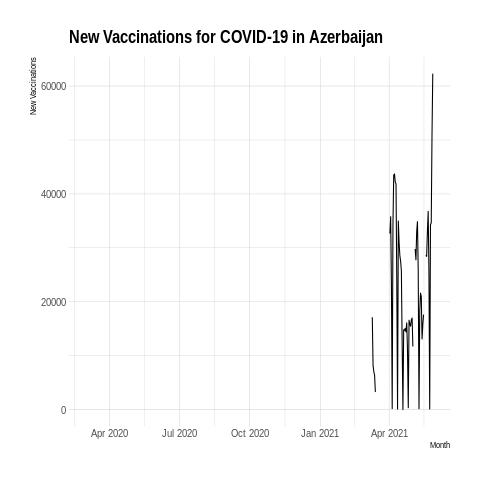 New Vaccinations for COVID-19 in Azerbaijan
New Vaccinations
60000
40000
20000
0
Apr 2020 Jul 2020 Oct 2020 Jan 2021 Apr 2021
Month